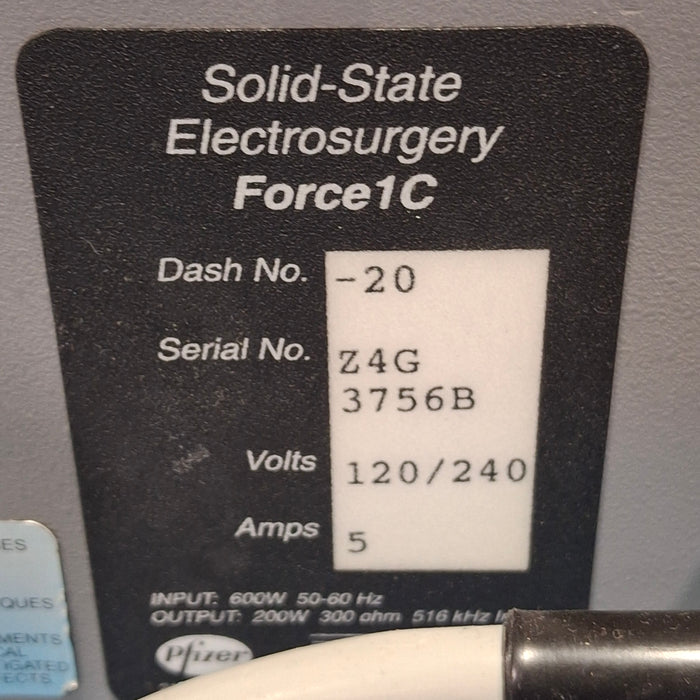 Solid-State
Electrosurgery
Force1C
Dash No. -20
Serial No. Z4G
3756B
Volts 120/240
Amps 5
INPUT: 600W 50-60 Hz
OUTPUT: 200W 300 ohm 516 kHz
Pfizer
ES
QUES
MENTS
CAL
IGATED
ECTS